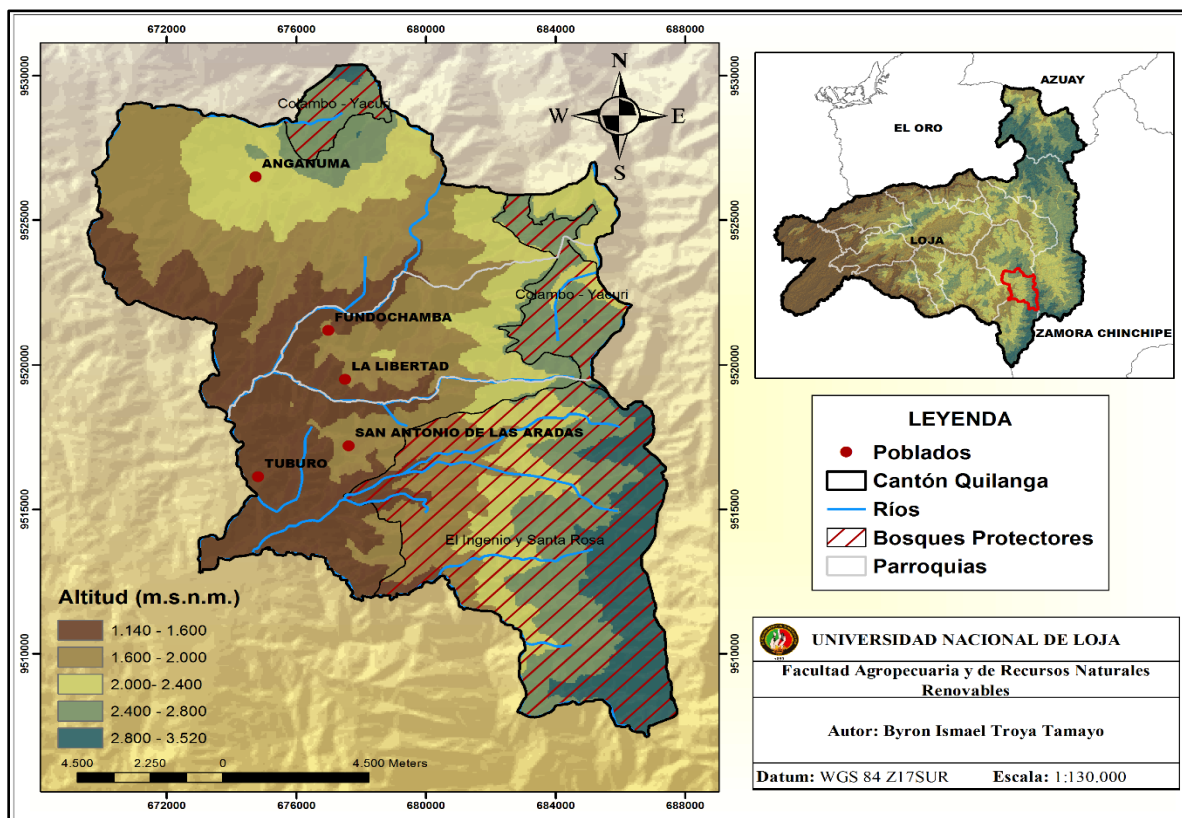 672000 676000 680000 684000 688000
9530000
9525000
9520000
9515000
9510000
N
W E
S
Colambo - Yacuri
ANGANUMA
FUNDOCHAMBA
Colambo - Yacuri
LA LIBERTAD
SAN ANTONIO DE LAS ARADAS
TUBURO
El Ingenio y Santa Rosa
Altitud (m.s.n.m.)
1.140 - 1.600
1.600 - 2.000
2.000- 2.400
2.400 - 2.800
2.800 - 3.520
4.500 2.250 0 4.500 Meters
672000 676000 680000 684000 688000
9530000
9525000
9520000
9515000
9510000
AZUAY
EL ORO
LOJA
ZAMORA CHINCHIPE
LEYENDA
Poblados
Cantón Quilanga
Ríos
Bosques Protectores
Parroquias
UNIVERSIDAD NACIONAL DE LOJA
Facultad Agropecuaria y de Recursos Naturales
Renovables
Autor: Byron Ismael Troya Tamayo
Datum: WGS 84 Z17SUR Escala: 1:130.000